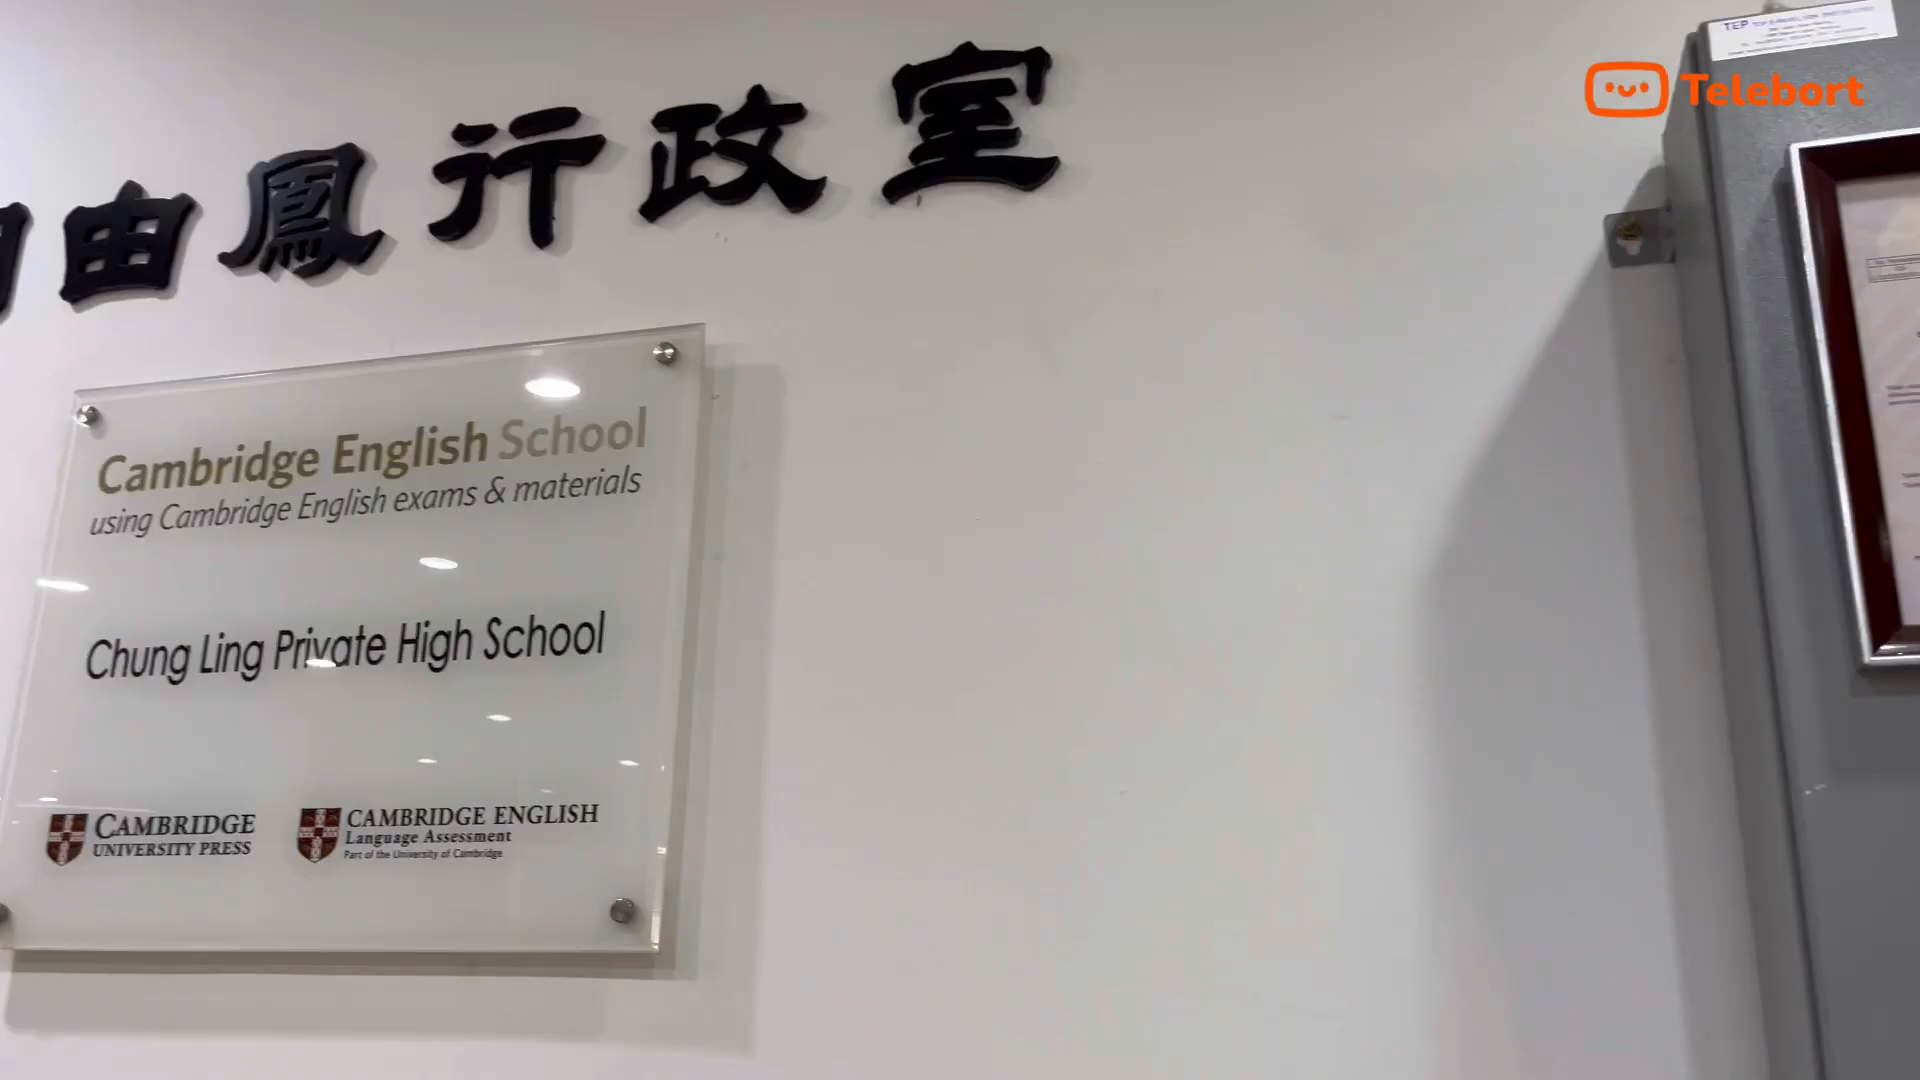 由鳳行政室
TEP
Telebort
Cambridge English School
using Cambridge English exams & materials
Chung Ling Private High School
CAMBRIDGE
UNIVERSITY PRESS
CAMBRIDGE ENGLISH
Language Assessment
Part of the University of Cambridge